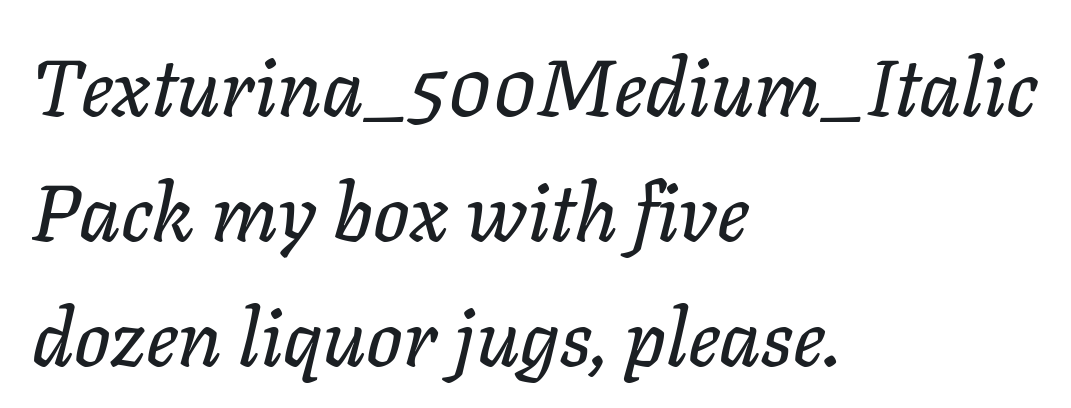 Texturina_500Medium_Italic
Pack my box with five
dozen liquor jugs, please.